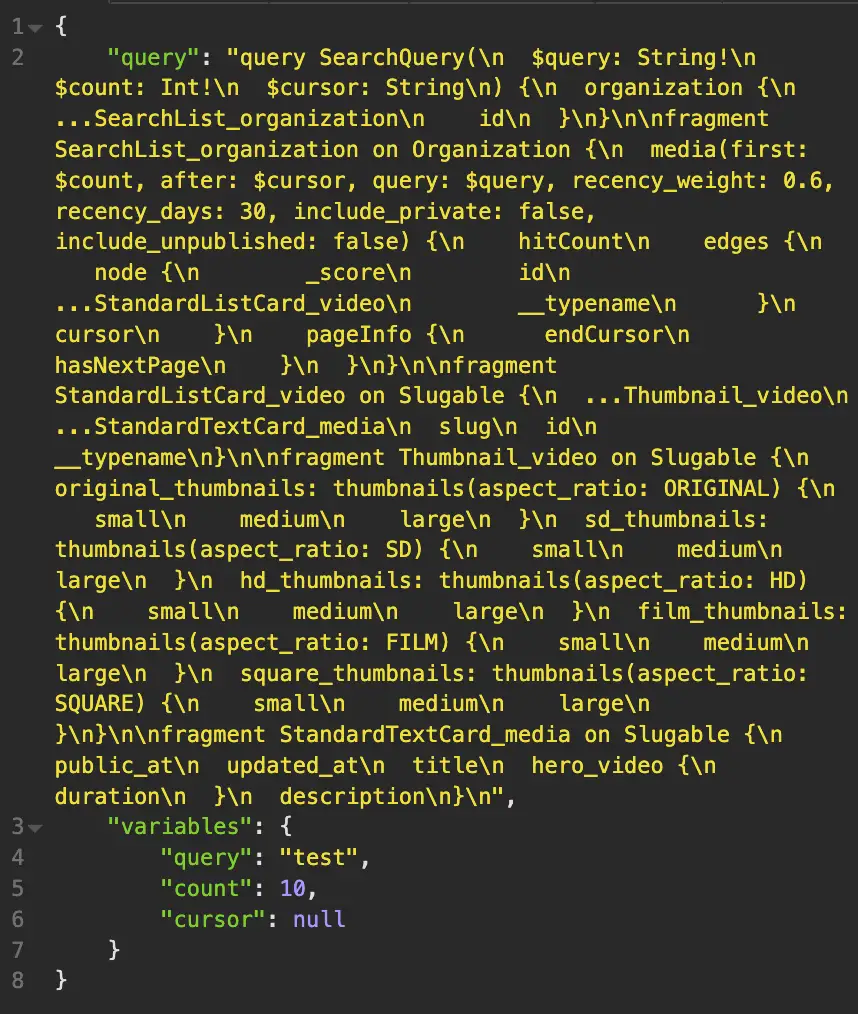 1 {
2 "query": "query SearchQuery(\n  $query: String!\n
$count: Int!\n  $cursor: String\n) {\n  organization {\n
...SearchList_organization\n    id\n  }\n}\n\nfragment
SearchList_organization on Organization {\n  media(first:
$count, after: $cursor, query: $query, recency_weight: 0.6,
recency_days: 30, include_private: false,
include_unpublished: false) {\n    hitCount\n    edges {\n
node {\n        _score\n        id\n
...StandardListCard_video\n        __typename\n      }\n
cursor\n    }\n    pageInfo {\n      endCursor\n
hasNextPage\n    }\n  }\n}\n\nfragment
StandardListCard_video on Slugable {\n  ...Thumbnail_video\n
...StandardTextCard_media\n  slug\n  id\n
__typename\n}\n\nfragment Thumbnail_video on Slugable {\n
original_thumbnails: thumbnails(aspect_ratio: ORIGINAL) {\n
small\n    medium\n    large\n  }\n  sd_thumbnails:
thumbnails(aspect_ratio: SD) {\n    small\n    medium\n
large\n  }\n  hd_thumbnails: thumbnails(aspect_ratio: HD)
{\n    small\n    medium\n    large\n  }\n  film_thumbnails:
thumbnails(aspect_ratio: FILM) {\n    small\n    medium\n
large\n  }\n  square_thumbnails: thumbnails(aspect_ratio:
SQUARE) {\n    small\n    medium\n    large\n
}\n}\n\nfragment StandardTextCard_media on Slugable {\n
public_at\n  updated_at\n  title\n  hero_video {\n
duration\n  }\n  description\n}\n",
3 "variables": {
4 "query": "test",
5 "count": 10,
6 "cursor": null
7 }
8 }